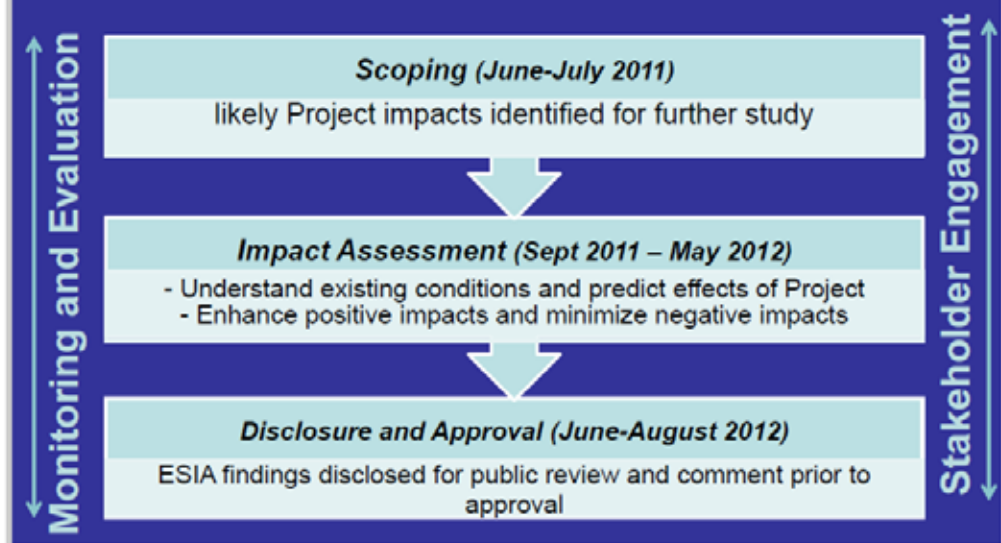 Monitoring and Evaluation
Scoping (June-July 2011)
likely Project impacts identified for further study
Impact Assessment (Sept 2011 – May 2012)
- Understand existing conditions and predict effects of Project
- Enhance positive impacts and minimize negative impacts
Disclosure and Approval (June-August 2012)
ESIA findings disclosed for public review and comment prior to
approval
Stakeholder Engagement